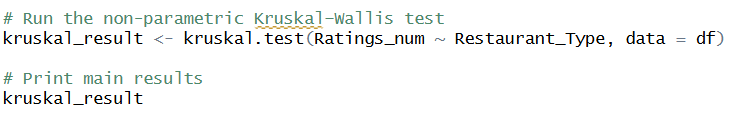 # Run the non-parametric Kruskal–Wallis test
kruskal_result <- kruskal.test(Ratings_num ~ Restaurant_Type, data = df)
# Print main results
kruskal_result